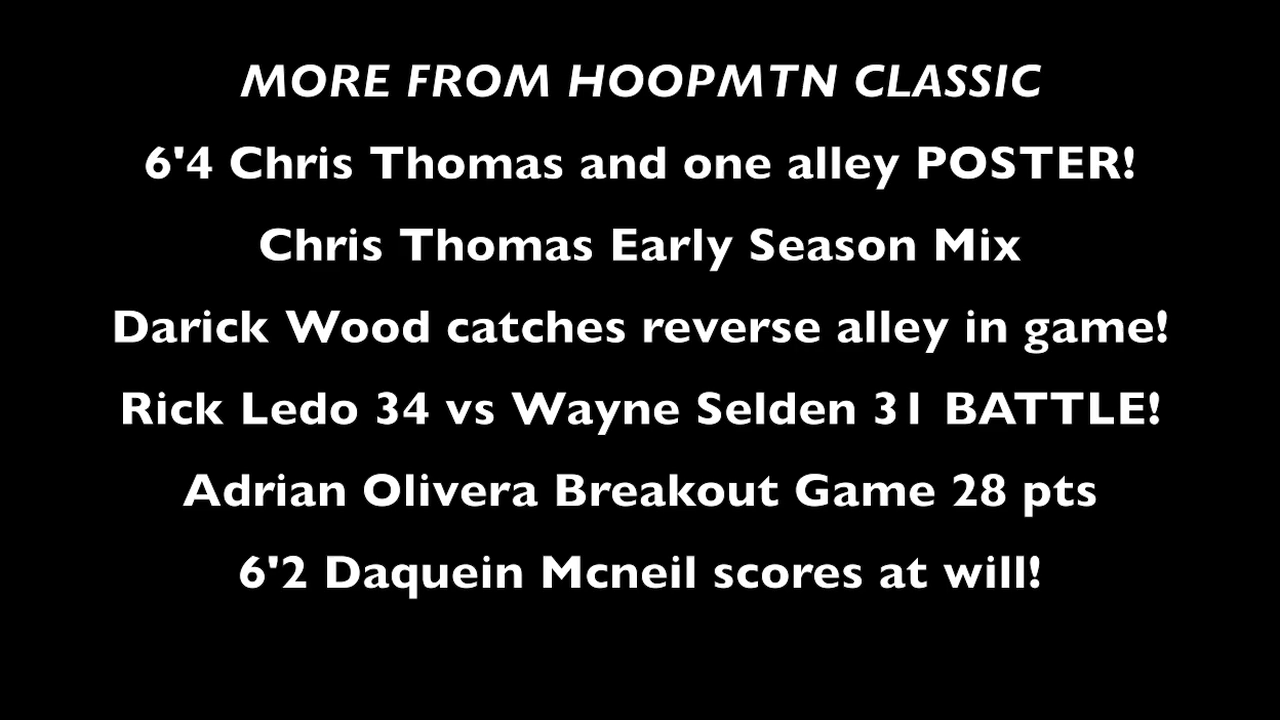 MORE FROM HOOPMTN CLASSIC
6'4 Chris Thomas and one alley POSTER!
Chris Thomas Early Season Mix
Darick Wood catches reverse alley in game!
Rick Ledo 34 vs Wayne Selden 31 BATTLE!
Adrian Olivera Breakout Game 28 pts
6'2 Daquein Mcneil scores at will!